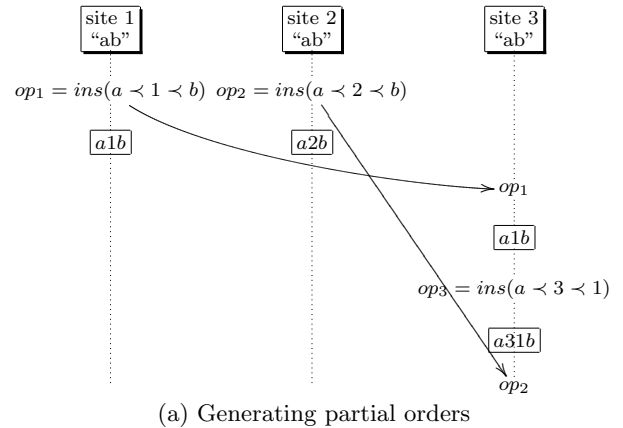 site 1 site 2 site 3
“ab” “ab” “ab”
op₁ = ins(a ≺ 1 ≺ b) op₂ = ins(a ≺ 2 ≺ b)
a1b a2b
op₁
a1b
op₃ = ins(a ≺ 3 ≺ 1)
a31b
op₂
(a) Generating partial orders